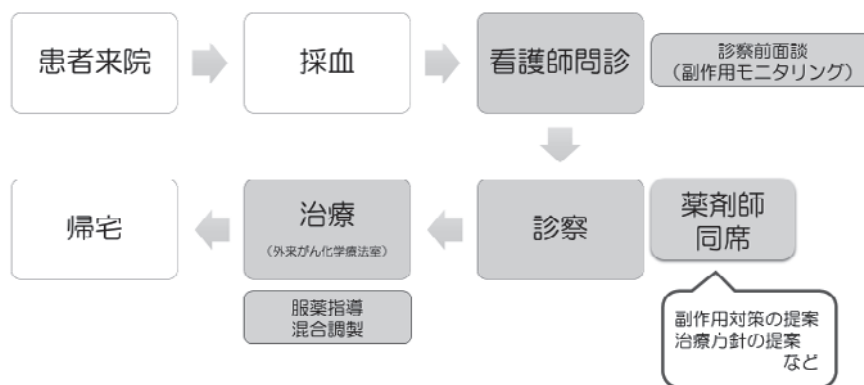 患者来院
採血
看護師問診
診察前面談
（副作用モニタリング）
帰宅
治療
（外来がん化学療法室）
診察
薬剤師
同席
服薬指導
混合調製
副作用対策の提案
治療方針の提案
など